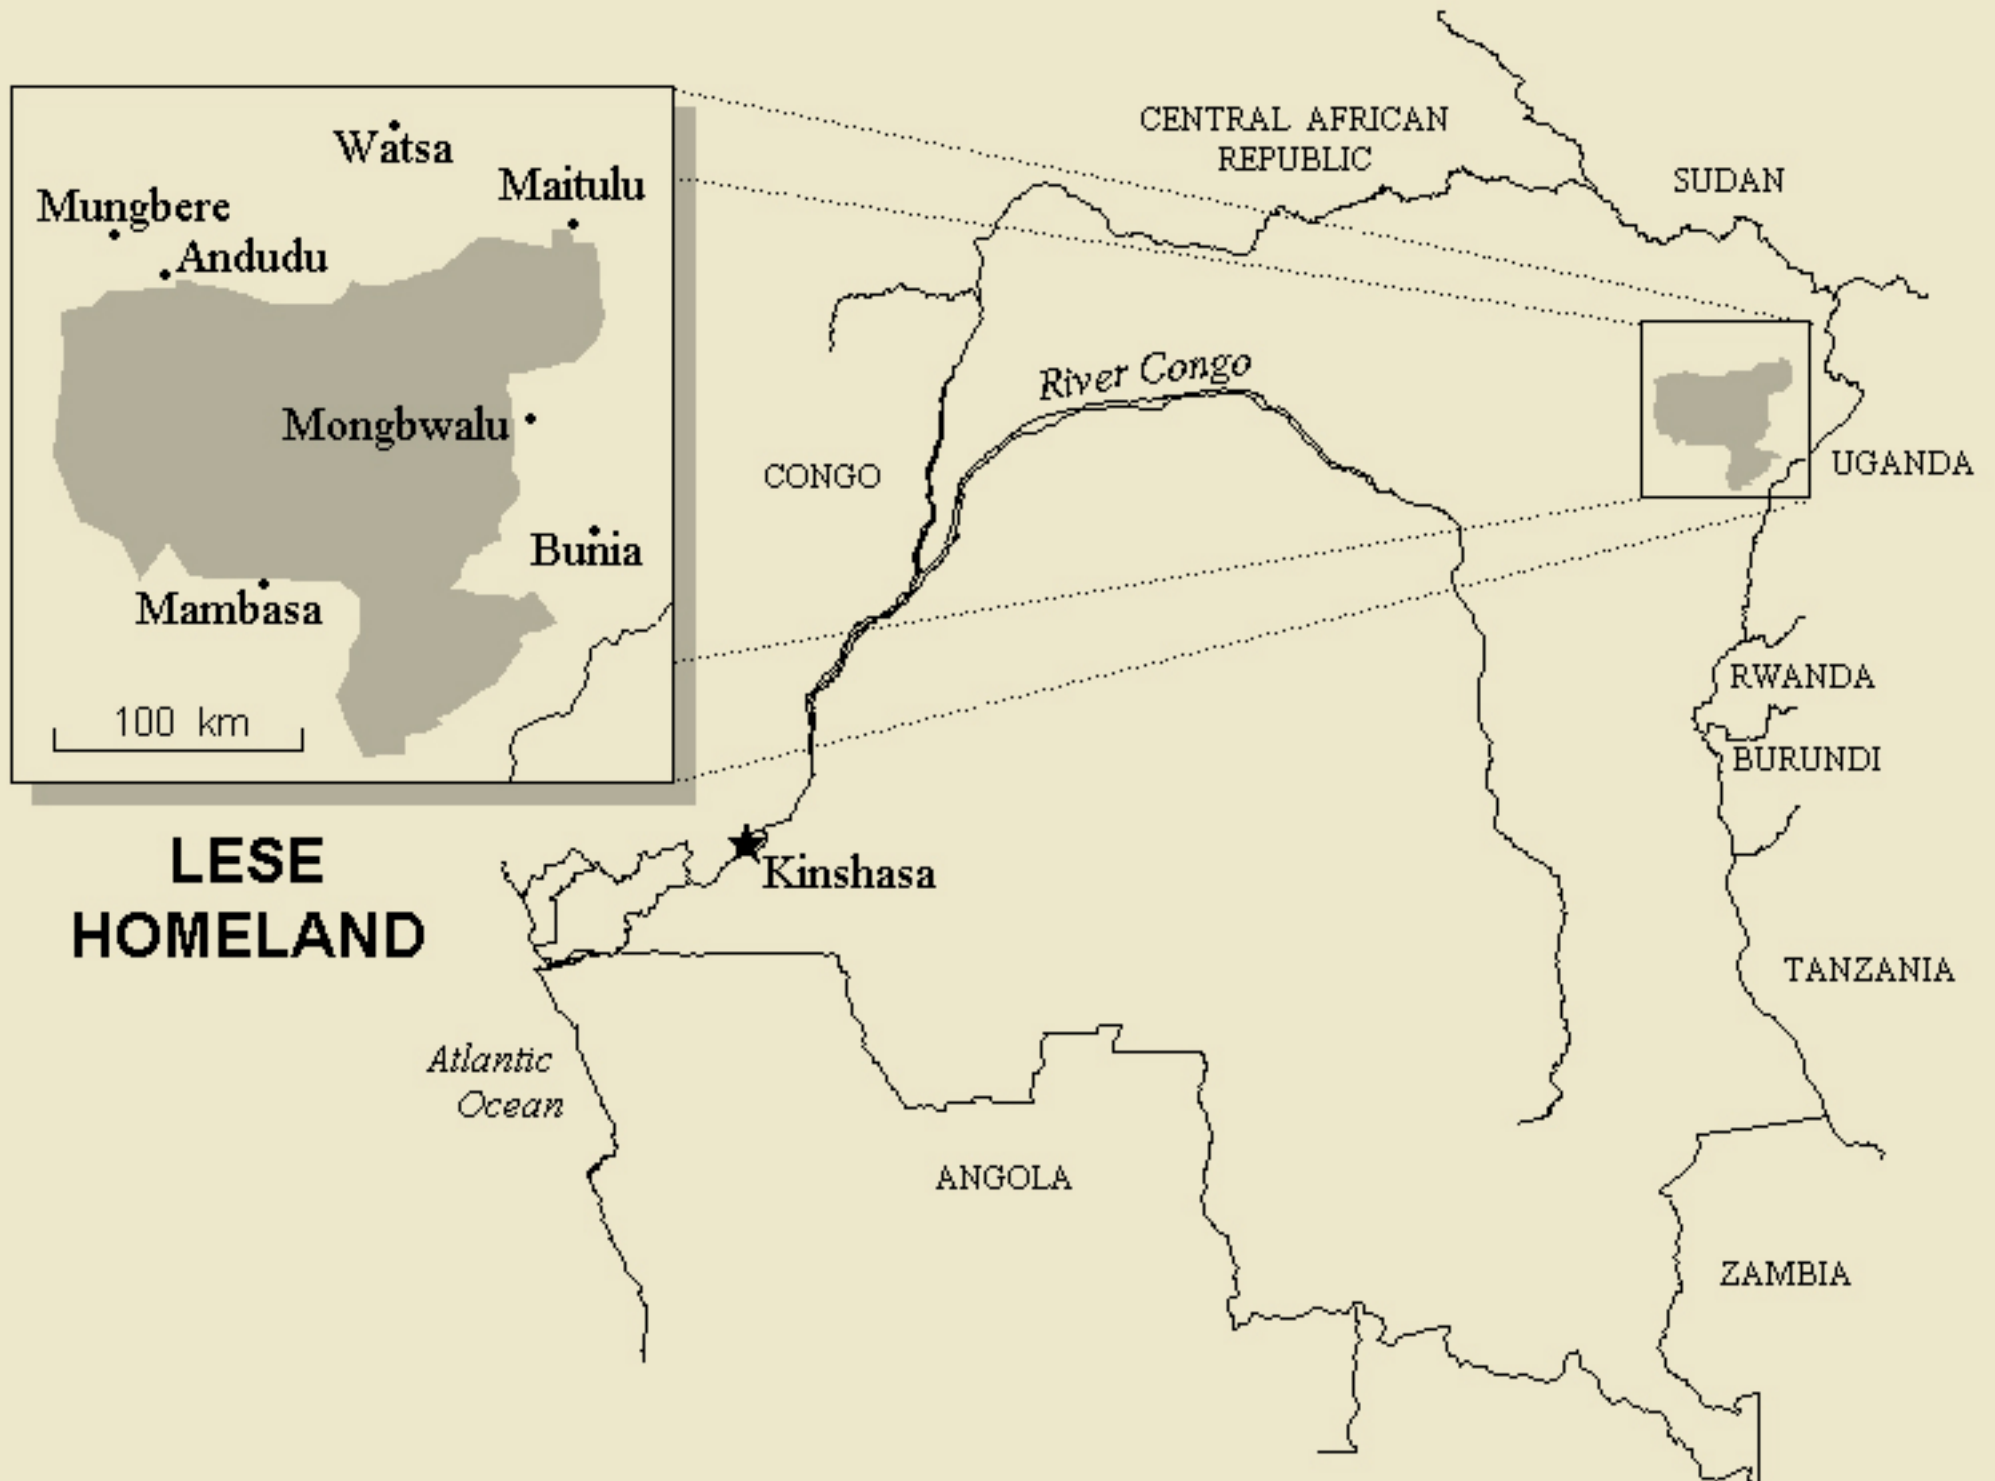 Watsa
Maitulu
Mungbere
Andudu
Mongbwalu
Bunia
Mambasa
100 km
LESE
HOMELAND
CENTRAL AFRICAN
REPUBLIC
SUDAN
River Congo
CONGO
UGANDA
RWANDA
BURUNDI
Kinshasa
TANZANIA
Atlantic
Ocean
ANGOLA
ZAMBIA